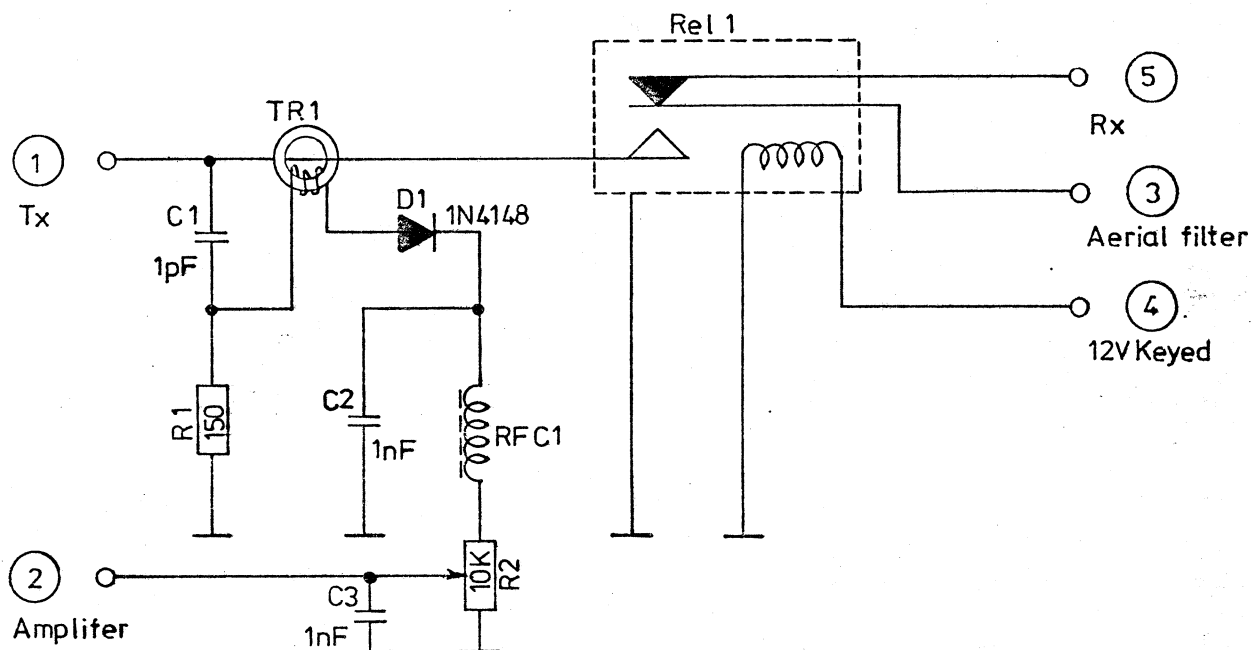 Rel 1
5
Rx
TR1
1
Tx
C1
1pF
D1
1N4148
3
Aerial filter
4
12V Keyed
R1
150
C2
1nF
RFC1
2
Amplifer
C3
1nF
10K
R2